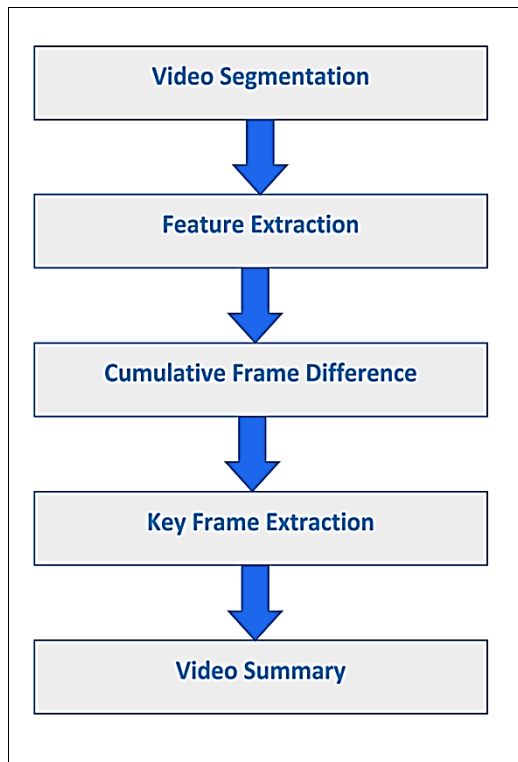 Video Segmentation
Feature Extraction
Cumulative Frame Difference
Key Frame Extraction
Video Summary